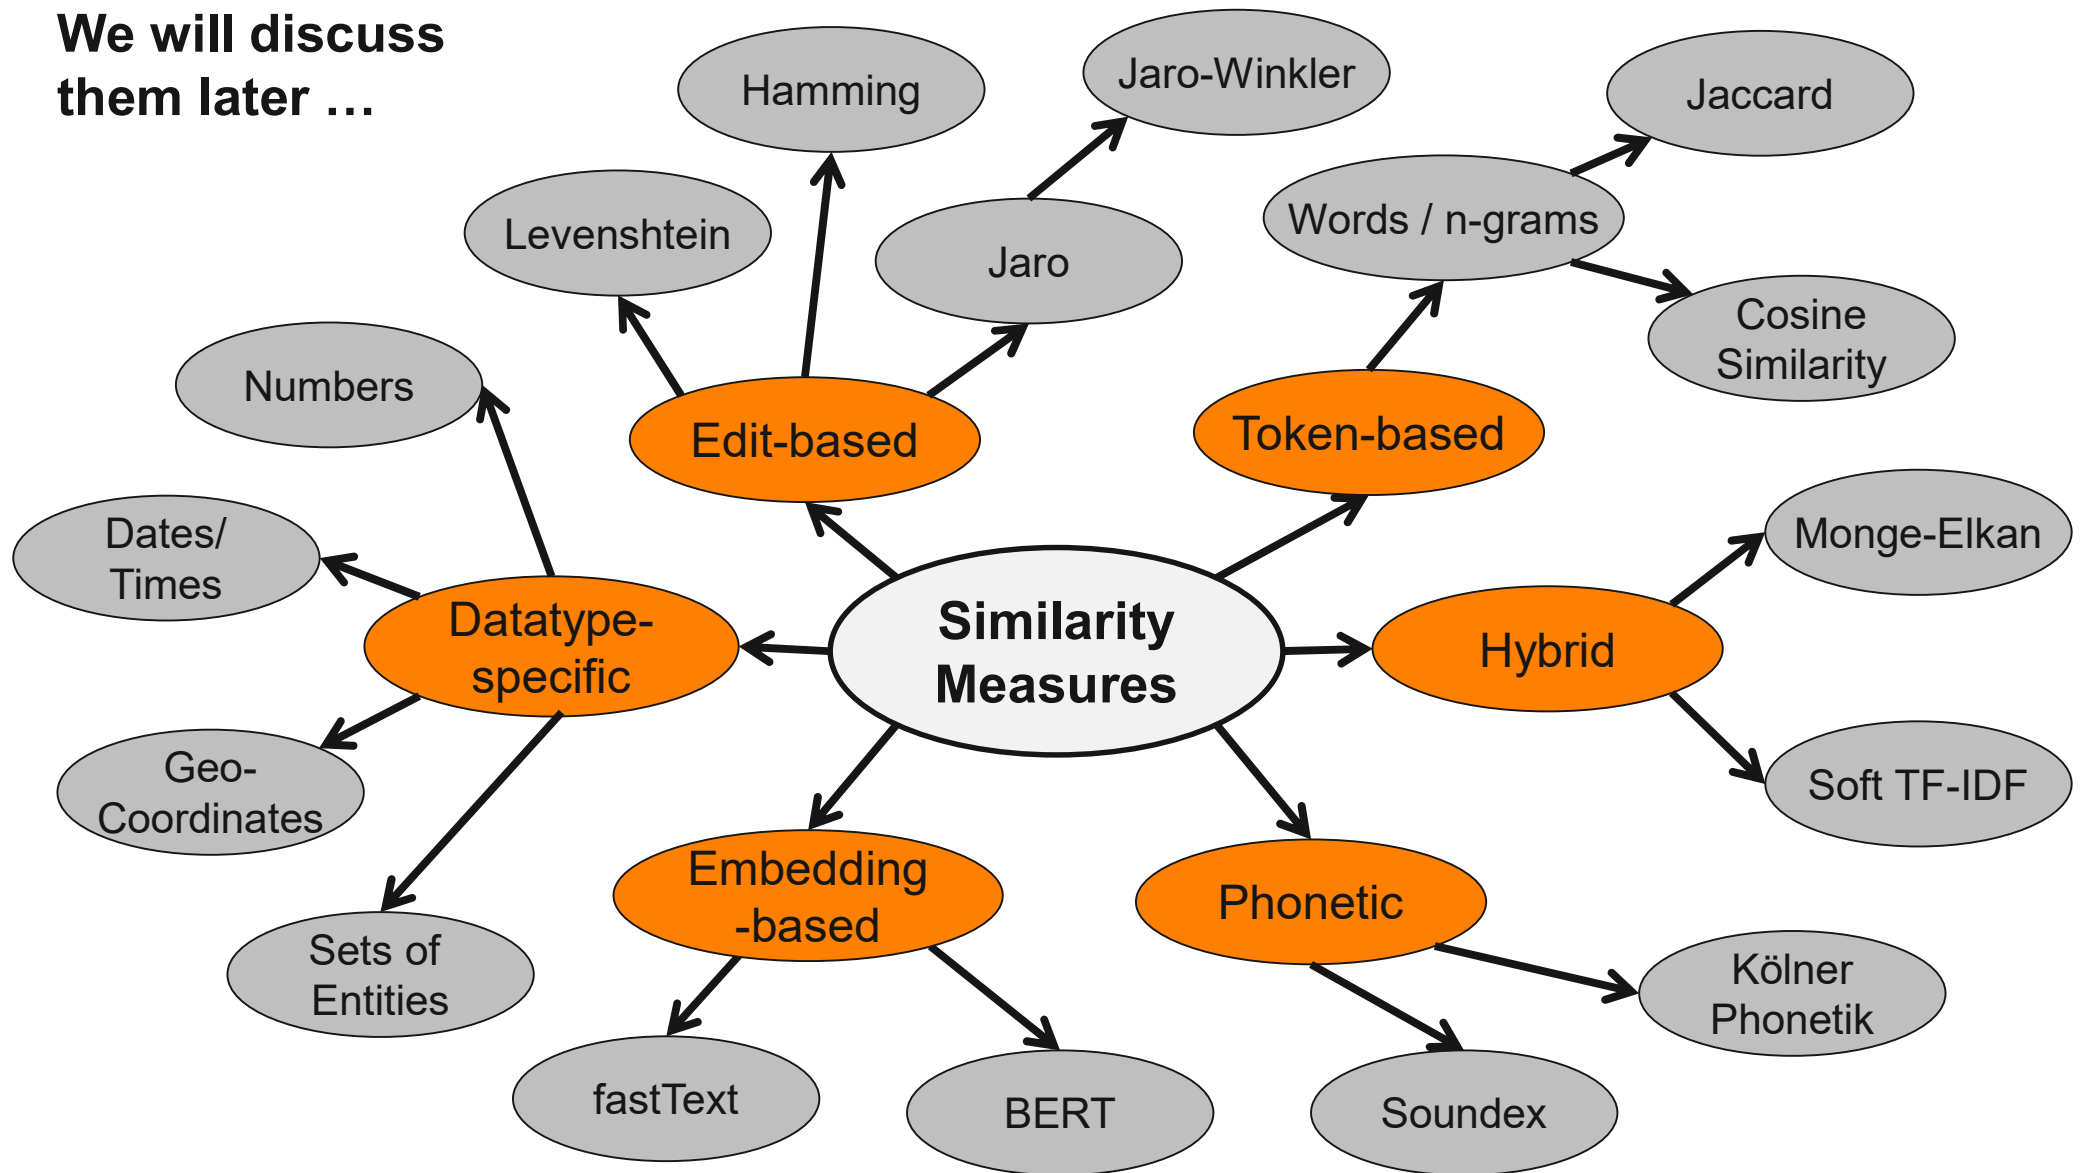 We will discuss
them later …
Hamming
Jaro-Winkler
Jaccard
Levenshtein
Jaro
Words / n-grams
Cosine
Similarity
Numbers
Edit-based
Token-based
Dates/
Times
Monge-Elkan
Datatype-
specific
Similarity
Measures
Hybrid
Geo-
Coordinates
Soft TF-IDF
Embedding
-based
Phonetic
Sets of
Entities
Kölner
Phonetik
fastText
BERT
Soundex